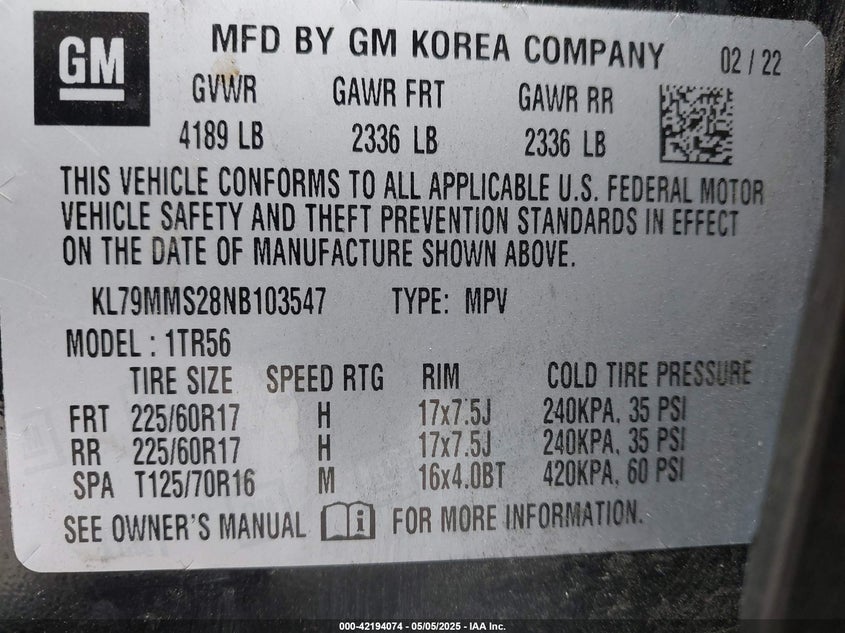 GM
MFD BY GM KOREA COMPANY 02 / 22
GVWR GAWR FRT GAWR RR
4189 LB 2336 LB 2336 LB
THIS VEHICLE CONFORMS TO ALL APPLICABLE U.S. FEDERAL MOTOR
VEHICLE SAFETY AND THEFT PREVENTION STANDARDS IN EFFECT
ON THE DATE OF MANUFACTURE SHOWN ABOVE.
KL79MMS28NB103547 TYPE: MPV
MODEL : 1TR56
TIRE SIZE SPEED RTG RIM COLD TIRE PRESSURE
FRT 225/60R17 H 17x7.5J 240KPA, 35 PSI
RR 225/60R17 H 17x7.5J 240KPA, 35 PSI
SPA T125/70R16 M 16x4.0BT 420KPA, 60 PSI
SEE OWNER'S MANUAL FOR MORE INFORMATION.
000-42194074 — 05/05/2025 - IAA Inc.